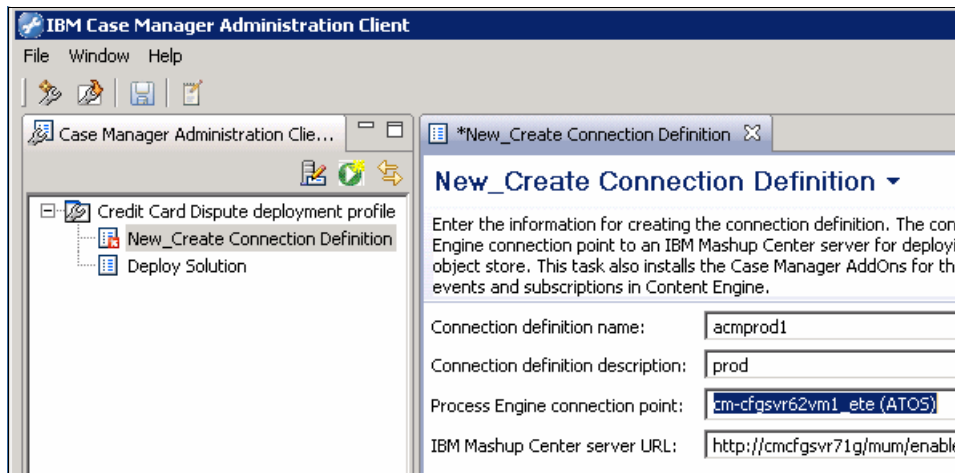 IBM Case Manager Administration Client
File Window Help
Case Manager Administration Clie...
*New_Create Connection Definition
Credit Card Dispute deployment profile
New_Create Connection Definition
Deploy Solution
New_Create Connection Definition
Enter the information for creating the connection definition. The con
Engine connection point to an IBM Mashup Center server for deployi
object store. This task also installs the Case Manager AddOns for th
events and subscriptions in Content Engine.
Connection definition name: acmprod1
Connection definition description: prod
Process Engine connection point: cm-cfgsvr62vm1_ete (ATOS)
IBM Mashup Center server URL: http://cmcfgsvr71g/mum/enable